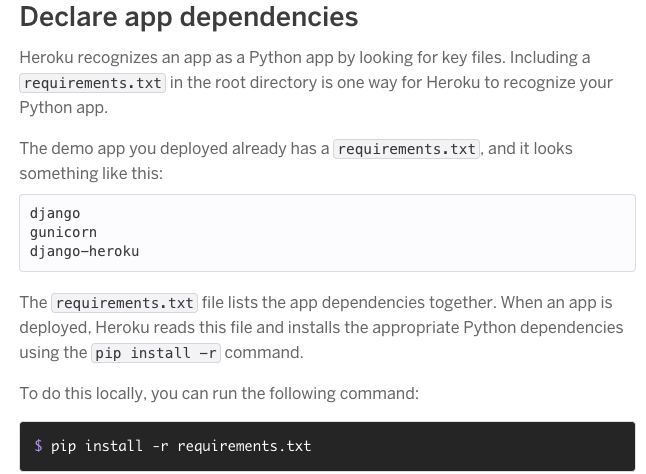 Declare app dependencies
Heroku recognizes an app as a Python app by looking for key files. Including a
requirements.txt in the root directory is one way for Heroku to recognize your
Python app.
The demo app you deployed already has a requirements.txt, and it looks
something like this:
django
gunicorn
django-heroku
The requirements.txt file lists the app dependencies together. When an app is
deployed, Heroku reads this file and installs the appropriate Python dependencies
using the pip install -r command.
To do this locally, you can run the following command:
$ pip install -r requirements.txt